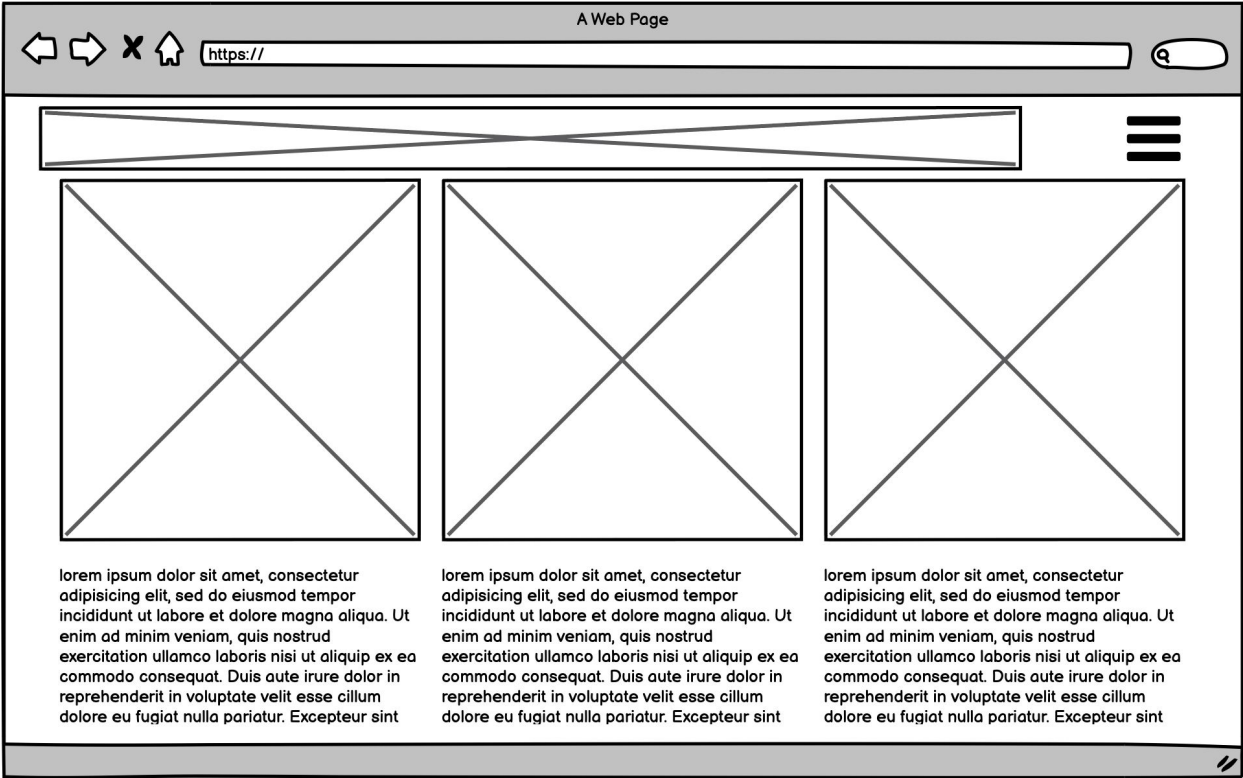 A Web Page
https://
lorem ipsum dolor sit amet, consectetur
adipisicing elit, sed do eiusmod tempor
incididunt ut labore et dolore magna aliqua. Ut
enim ad minim veniam, quis nostrud
exercitation ullamco laboris nisi ut aliquip ex ea
commodo consequat. Duis aute irure dolor in
reprehenderit in voluptate velit esse cillum
dolore eu fugiat nulla pariatur. Excepteur sint
lorem ipsum dolor sit amet, consectetur
adipisicing elit, sed do eiusmod tempor
incididunt ut labore et dolore magna aliqua. Ut
enim ad minim veniam, quis nostrud
exercitation ullamco laboris nisi ut aliquip ex ea
commodo consequat. Duis aute irure dolor in
reprehenderit in voluptate velit esse cillum
dolore eu fugiat nulla pariatur. Excepteur sint
lorem ipsum dolor sit amet, consectetur
adipisicing elit, sed do eiusmod tempor
incididunt ut labore et dolore magna aliqua. Ut
enim ad minim veniam, quis nostrud
exercitation ullamco laboris nisi ut aliquip ex ea
commodo consequat. Duis aute irure dolor in
reprehenderit in voluptate velit esse cillum
dolore eu fugiat nulla pariatur. Excepteur sint